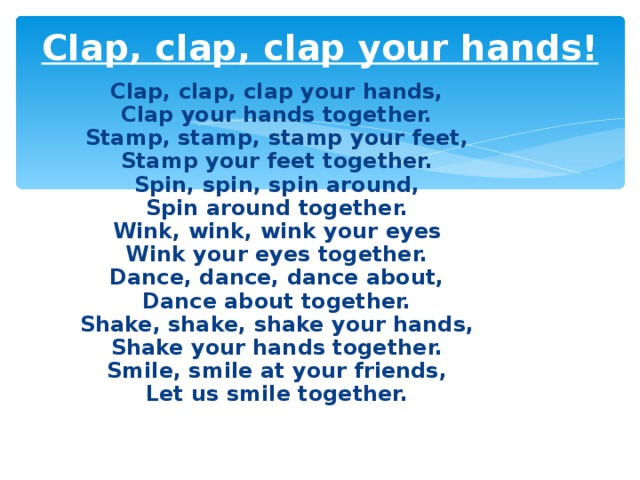 Clap, clap, clap your hands!
Clap, clap, clap your hands,
Clap your hands together.
Stamp, stamp, stamp your feet,
Stamp your feet together.
Spin, spin, spin around,
Spin around together.
Wink, wink, wink your eyes
Wink your eyes together.
Dance, dance, dance about,
Dance about together.
Shake, shake, shake your hands,
Shake your hands together.
Smile, smile at your friends,
Let us smile together.